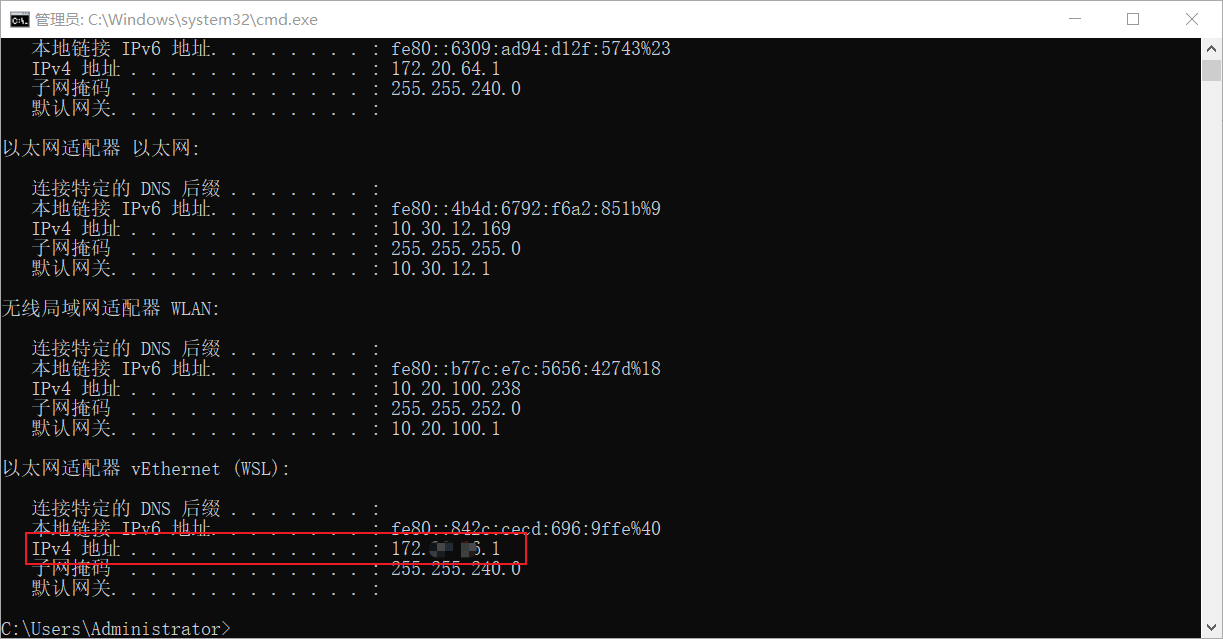 管理员: C:\Windows\system32\cmd.exe
本地链接 IPv6 地址. . . . . . . . : fe80::6309:ad94:d12f:5743%23
IPv4 地址 . . . . . . . . . . . . : 172.20.64.1
子网掩码  . . . . . . . . . . . . : 255.255.240.0
默认网关. . . . . . . . . . . . . :
以太网适配器 以太网:
连接特定的 DNS 后缀 . . . . . . . :
本地链接 IPv6 地址. . . . . . . . : fe80::4b4d:6792:f6a2:851b%9
IPv4 地址 . . . . . . . . . . . . : 10.30.12.169
子网掩码  . . . . . . . . . . . . : 255.255.255.0
默认网关. . . . . . . . . . . . . : 10.30.12.1
无线局域网适配器 WLAN:
连接特定的 DNS 后缀 . . . . . . . :
本地链接 IPv6 地址. . . . . . . . : fe80::b77c:e7c:5656:427d%18
IPv4 地址 . . . . . . . . . . . . : 10.20.100.238
子网掩码  . . . . . . . . . . . . : 255.255.252.0
默认网关. . . . . . . . . . . . . : 10.20.100.1
以太网适配器 vEthernet (WSL):
连接特定的 DNS 后缀 . . . . . . . :
本地链接 IPv6 地址. . . . . . . . : fe80::842c:cecd:696:9ffe%40
IPv4 地址 . . . . . . . . . . . . :
子网掩码  . . . . . . . . . . . . : 255.255.240.0
默认网关. . . . . . . . . . . . . :
C:\Users\Administrator>